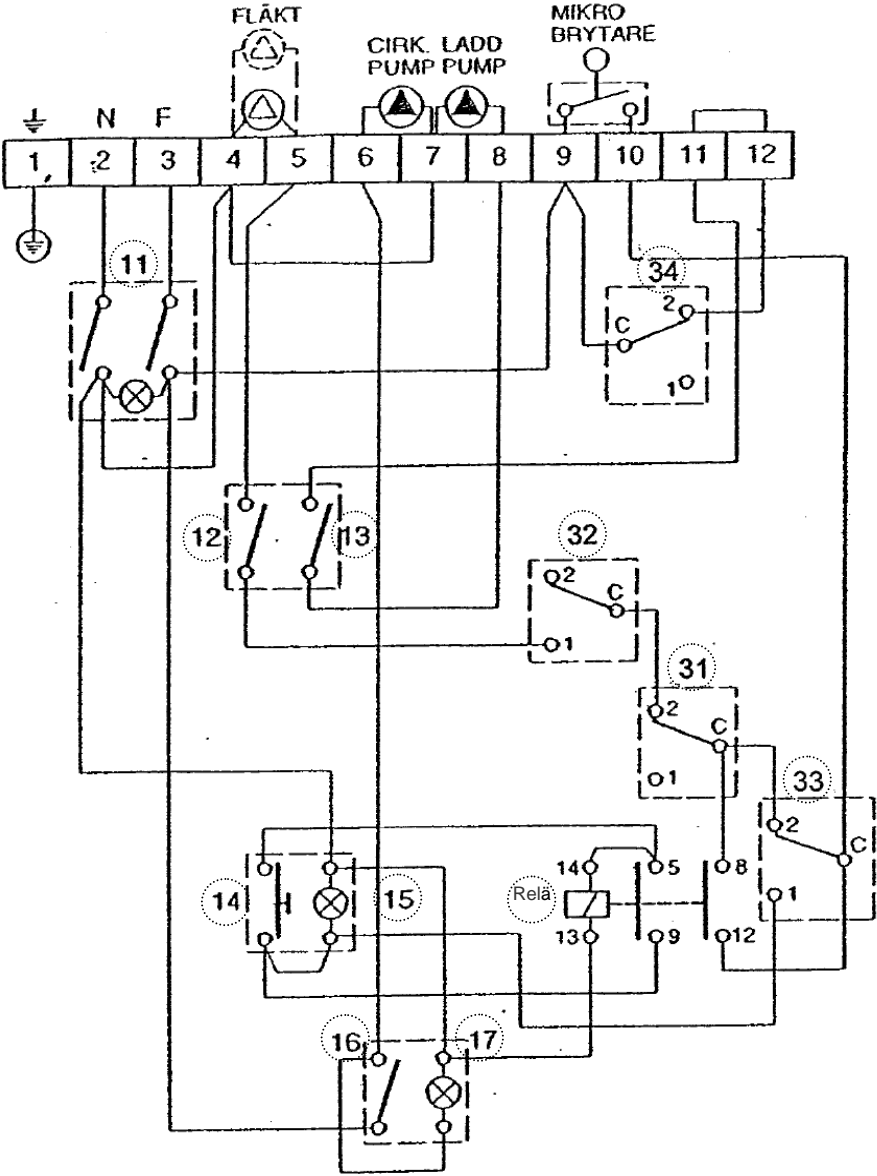 FLÄKT
MIKRO
BRYTARE
CIRK. LADD
PUMP PUMP
N F
1, 2 3 4 5 6 7 8 9 10 11 12
11
34
2
C
1
12 13
32
2
C
1
31
2
C
1
33
2
C
1
14 15
Relä
14 5 8
13 9 12
16 17